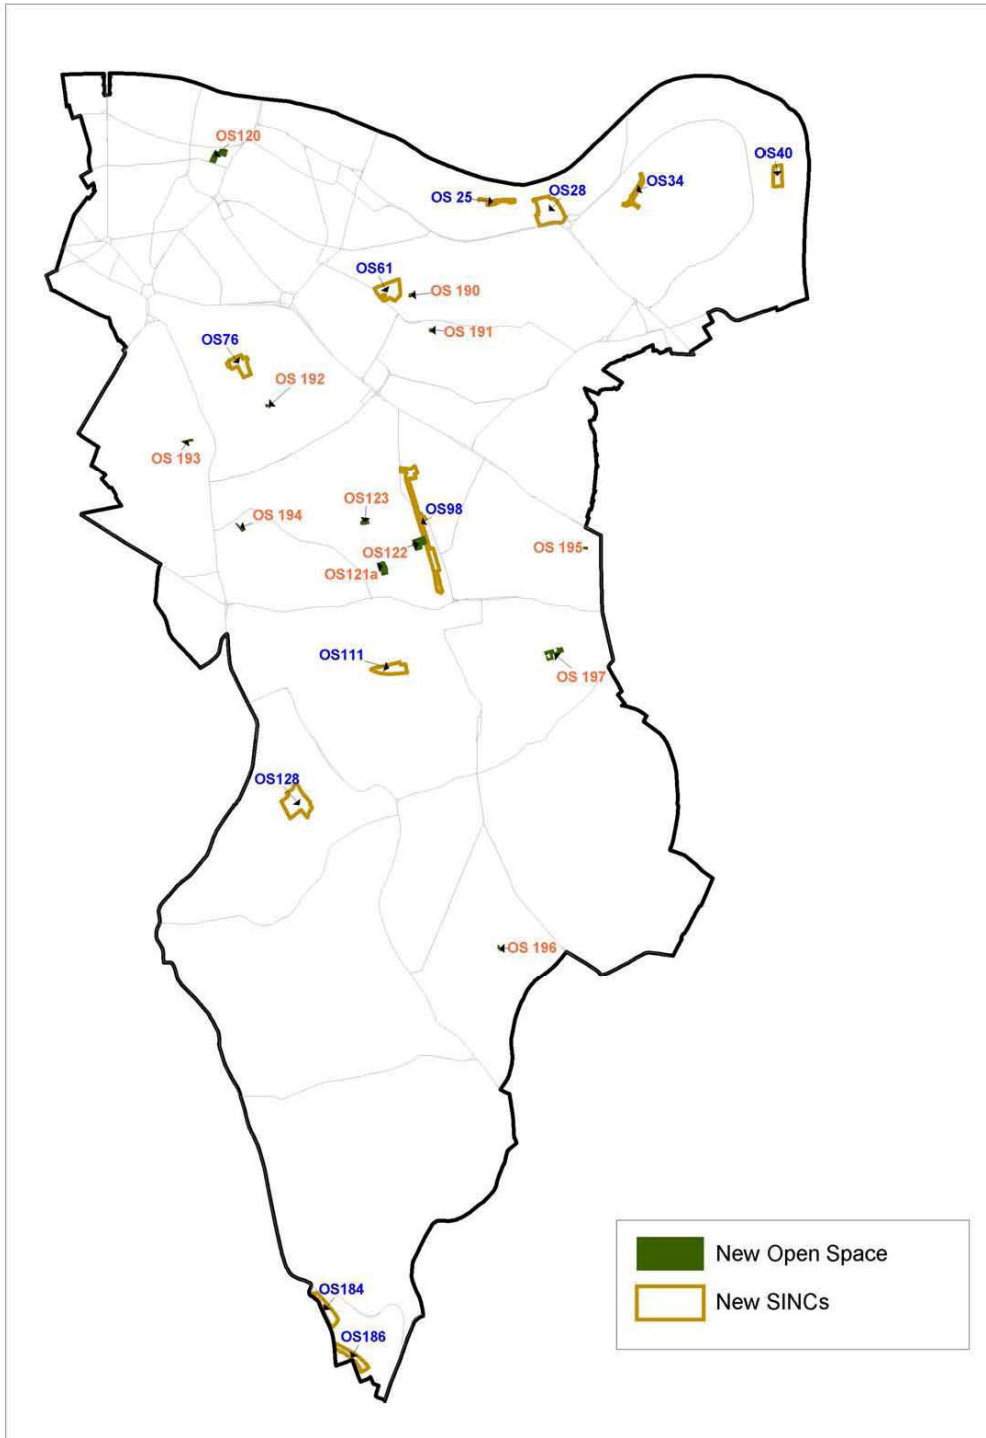 OS120
OS40
OS 25
OS28
OS34
OS61
OS 190
OS 191
OS76
OS 192
OS 193
OS123
OS98
OS 194
OS122
OS 195
OS121a
OS111
OS 197
OS128
OS 196
OS184
OS186
New Open Space
New SINCs